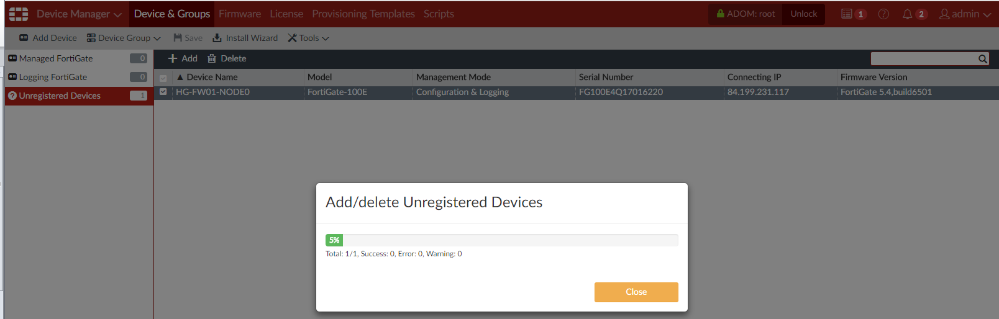 Device Manager Device & Groups Firmware License Provisioning Templates Scripts ADOM: root Unlock 1 2 admin
Add Device Device Group Save Install Wizard Tools
Managed FortiGate 0
Logging FortiGate 0
Unregistered Devices 1
Add Delete
Device Name Model Management Mode Serial Number Connecting IP Firmware Version
HG-FW01-NODE0 FortiGate-100E Configuration & Logging FG100E4Q17016220 84.199.231.117 FortiGate 5.4,build6501
Add/delete Unregistered Devices
5%
Total: 1/1, Success: 0, Error: 0, Warning: 0
Close